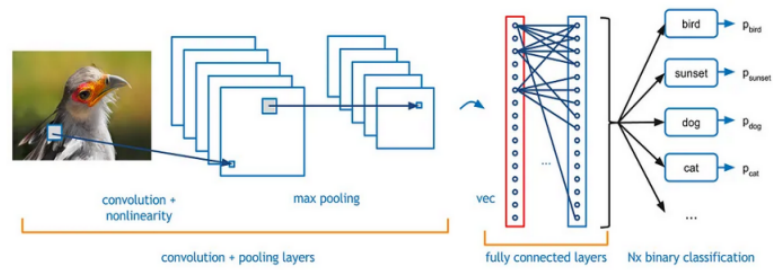 bird
p_bird
sunset
p_sunset
dog
p_dog
cat
p_cat
...
...
convolution +
nonlinearity
max pooling
vec
convolution + pooling layers
fully connected layers
Nx binary classification